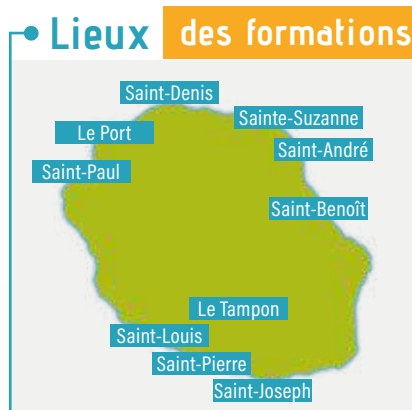 Lieux des formations
Saint-Denis
Sainte-Suzanne
Le Port
Saint-André
Saint-Paul
Saint-Benoît
Le Tampon
Saint-Louis
Saint-Pierre
Saint-Joseph